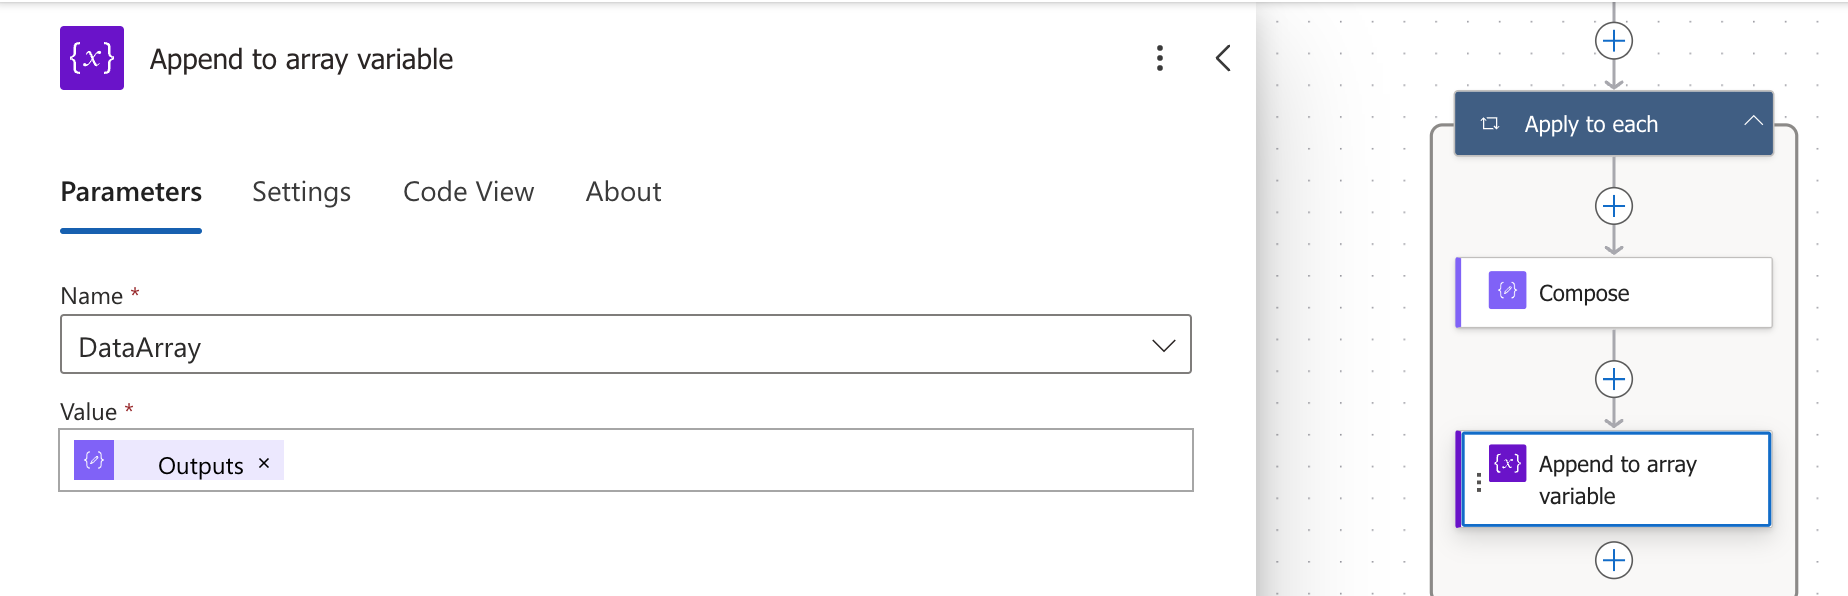 {x} Append to array variable
Parameters Settings Code View About
Name *
DataArray
Value *
Outputs ×
Apply to each
Compose
{x} Append to array
variable